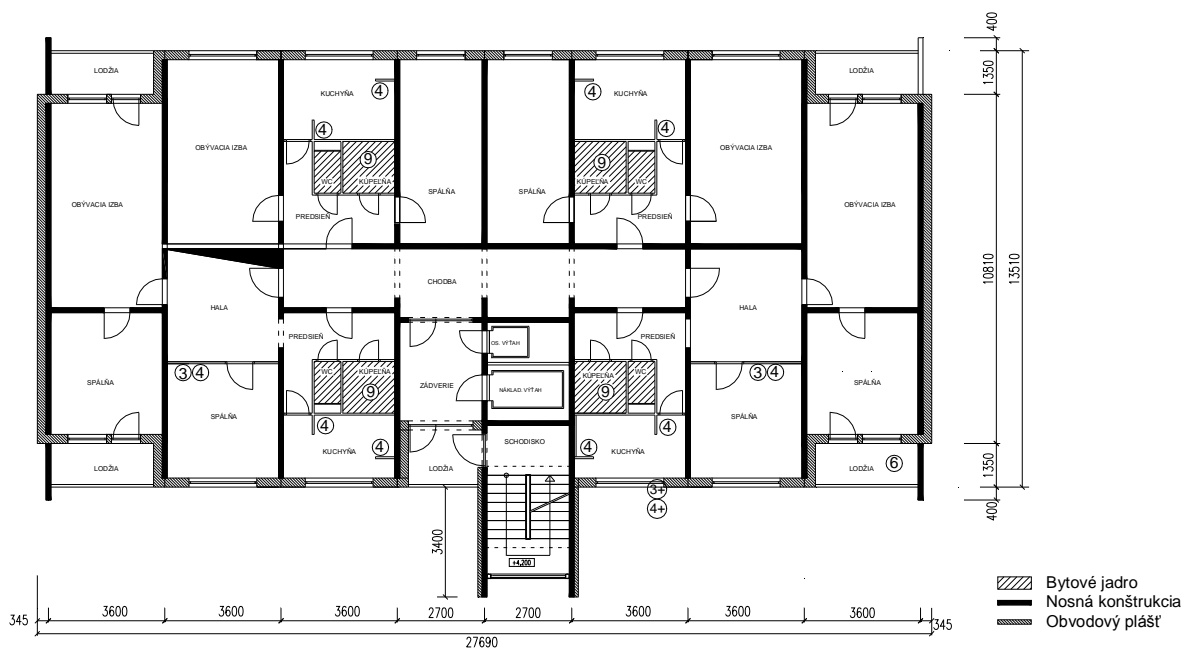 400
LODŽIA
LODŽIA
1350
KUCHYŇA
4
4
KUCHYŇA
4
4
OBÝVACIA IZBA
OBÝVACIA IZBA
9
9
WC
KÚPEĽŇA
KÚPEĽŇA
WC
SPÁLŇA
SPÁLŇA
OBÝVACIA IZBA
OBÝVACIA IZBA
PREDSIEŇ
PREDSIEŇ
10810
13510
CHODBA
HALA
HALA
PREDSIEŇ
PREDSIEŇ
OS. VÝŤAH
WC
KÚPEĽŇA
KÚPEĽŇA
WC
3 4
3 4
SPÁLŇA
ZÁDVERIE
NÁKLAD. VÝŤAH
SPÁLŇA
9
9
SPÁLŇA
SPÁLŇA
4
4
SCHODISKO
4
4
KUCHYŇA
KUCHYŇA
LODŽIA
LODŽIA
LODŽIA
6
1350
3+
4+
400
3400
+4,200
345
3600
3600
3600
2700
2700
3600
3600
3600
345
27690
Bytové jadro
Nosná konštrukcia
Obvodový plášť